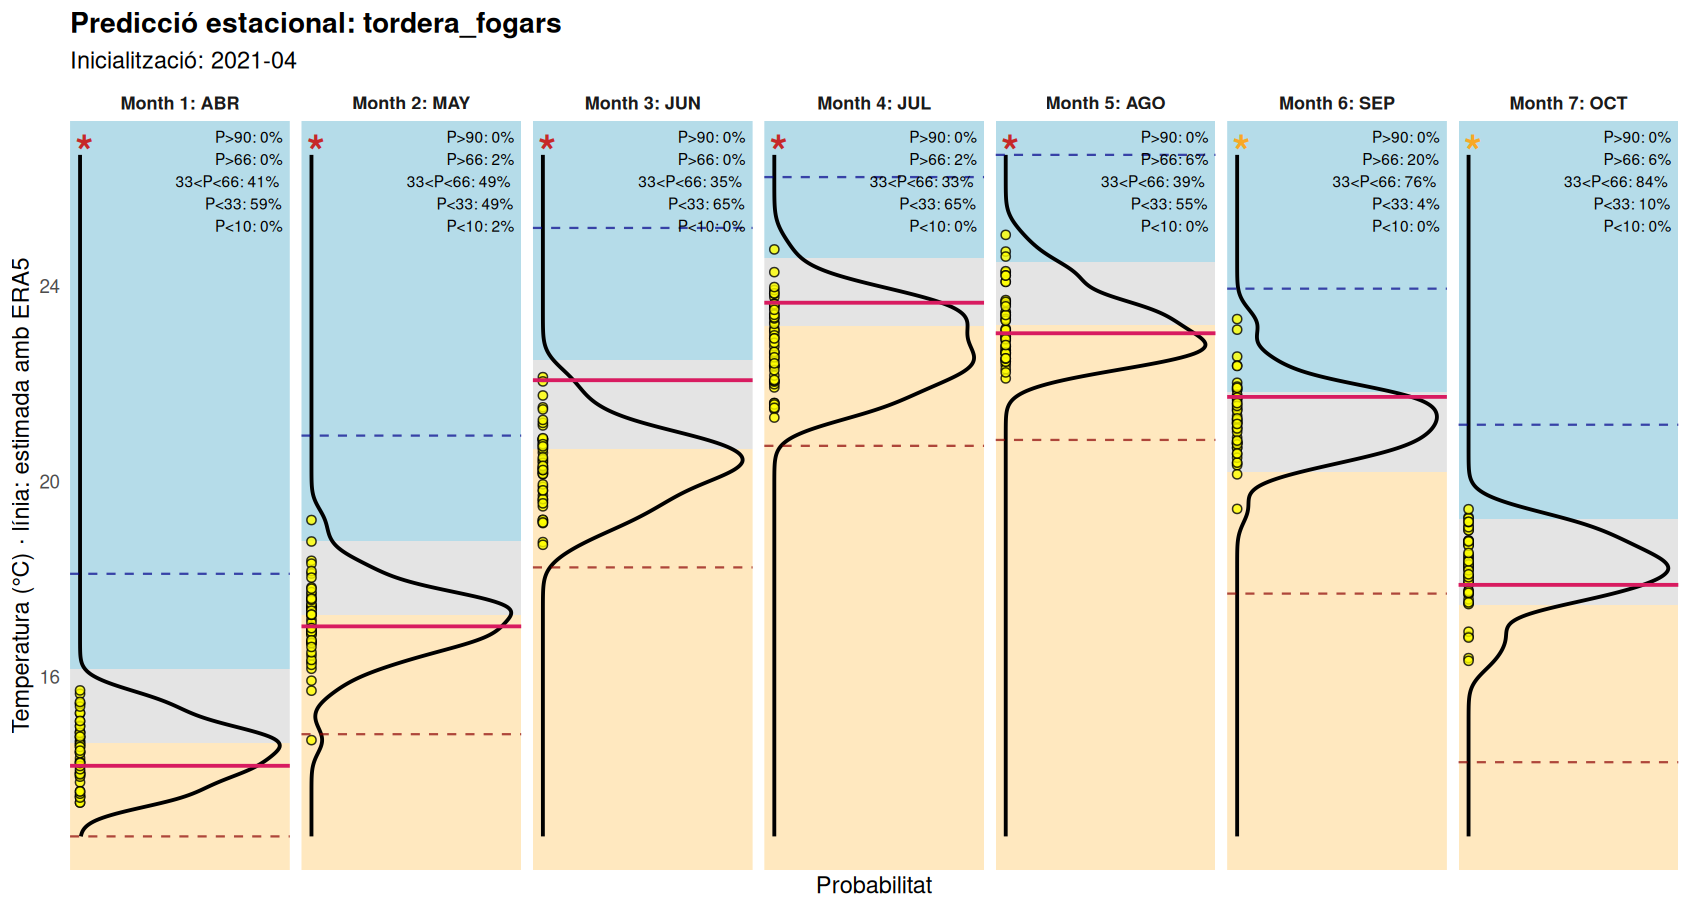 Predicció estacional: tordera_fogars
Inicialització: 2021-04
Month 1: ABR
Month 2: MAY
Month 3: JUN
Month 4: JUL
Month 5: AGO
Month 6: SEP
Month 7: OCT
*
P>90: 0%
P>66: 0%
33<P<66: 41%
P<33: 59%
P<10: 0%
*
P>90: 0%
P>66: 2%
33<P<66: 49%
P<33: 49%
P<10: 2%
*
P>90: 0%
P>66: 0%
33<P<66: 35%
P<33: 65%
P<10: 0%
*
P>90: 0%
P>66: 2%
33<P<66: 33%
P<33: 65%
P<10: 0%
*
P>90: 0%
P>66: 6%
33<P<66: 39%
P<33: 55%
P<10: 0%
*
P>90: 0%
P>66: 20%
33<P<66: 76%
P<33: 4%
P<10: 0%
*
P>90: 0%
P>66: 6%
33<P<66: 84%
P<33: 10%
P<10: 0%
24
20
16
Temperatura (°C) · línia: estimada amb ERA5
Probabilitat